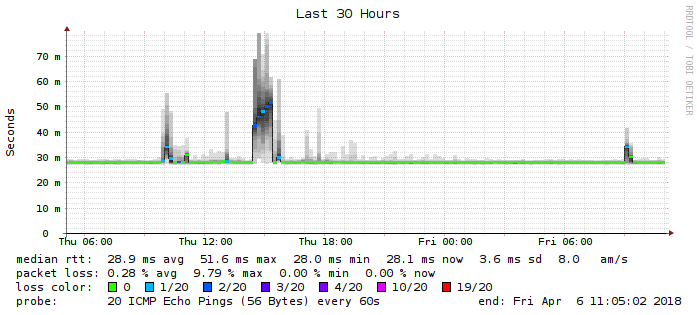 Last 30 Hours
RRDTOOL / TOBI OETIKER
Seconds
70 m
60 m
50 m
40 m
30 m
20 m
10 m
0
Thu 06:00 Thu 12:00 Thu 18:00 Fri 00:00 Fri 06:00
median rtt: 28.9 ms avg 51.6 ms max 28.0 ms min 28.1 ms now 3.6 ms sd 8.0 am/s
packet loss: 0.28 % avg 9.79 % max 0.00 % min 0.00 % now
loss color: 0 1/20 2/20 3/20 4/20 10/20 19/20
probe: 20 ICMP Echo Pings (56 Bytes) every 60s end: Fri Apr 6 11:05:02 2018